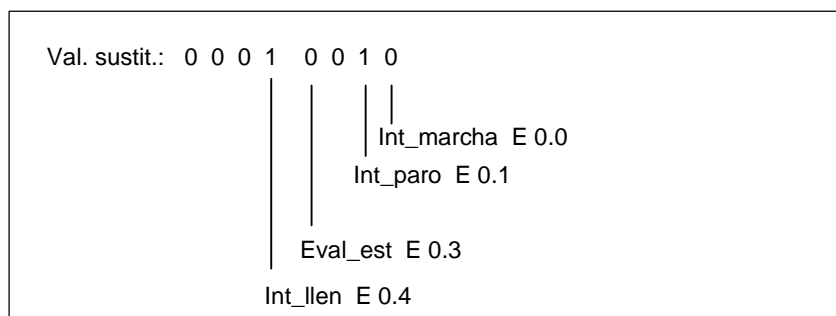 Val. sustit.: 0 0 0 1 0 0 1 0
Int_marcha E 0.0
Int_paro E 0.1
Eval_est E 0.3
Int_llen E 0.4